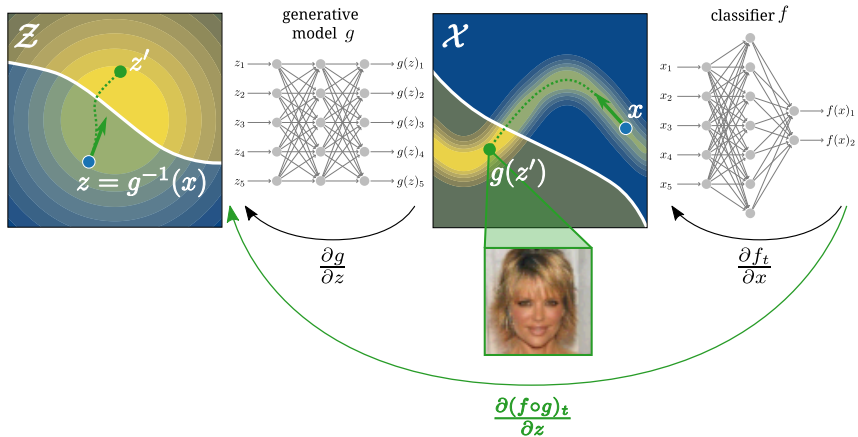 𝒵
z′
z = g⁻¹(x)
generative
model g
z₁
z₂
z₃
z₄
z₅
g(z)₁
g(z)₂
g(z)₃
g(z)₄
g(z)₅
𝒳
x
g(z′)
classifier f
x₁
x₂
x₃
x₄
x₅
f(x)₁
f(x)₂
∂g
∂z
∂fₜ
∂x
∂(f∘g)ₜ
∂z